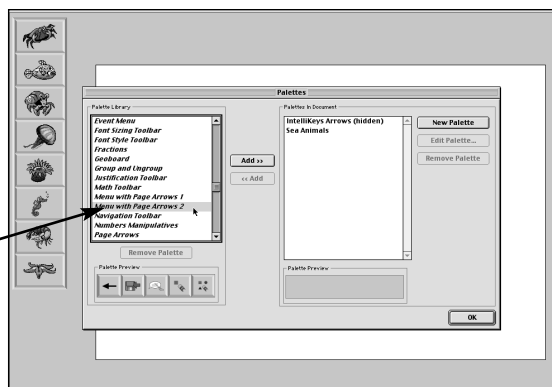 Palettes
Palette Library
Event Menu
Font Sizing Toolbar
Font Style Toolbar
Fractions
Geoboard
Group and Ungroup
Justification Toolbar
Math Toolbar
Menu with Page Arrows 1
Menu with Page Arrows 2
Navigation Toolbar
Numbers Manipulatives
Page Arrows
Remove Palette
Palette Preview
Add >>
<< Add
Palettes In Document
IntelliKeys Arrows (hidden)
Sea Animals
Palette Preview
New Palette
Edit Palette...
Remove Palette
OK